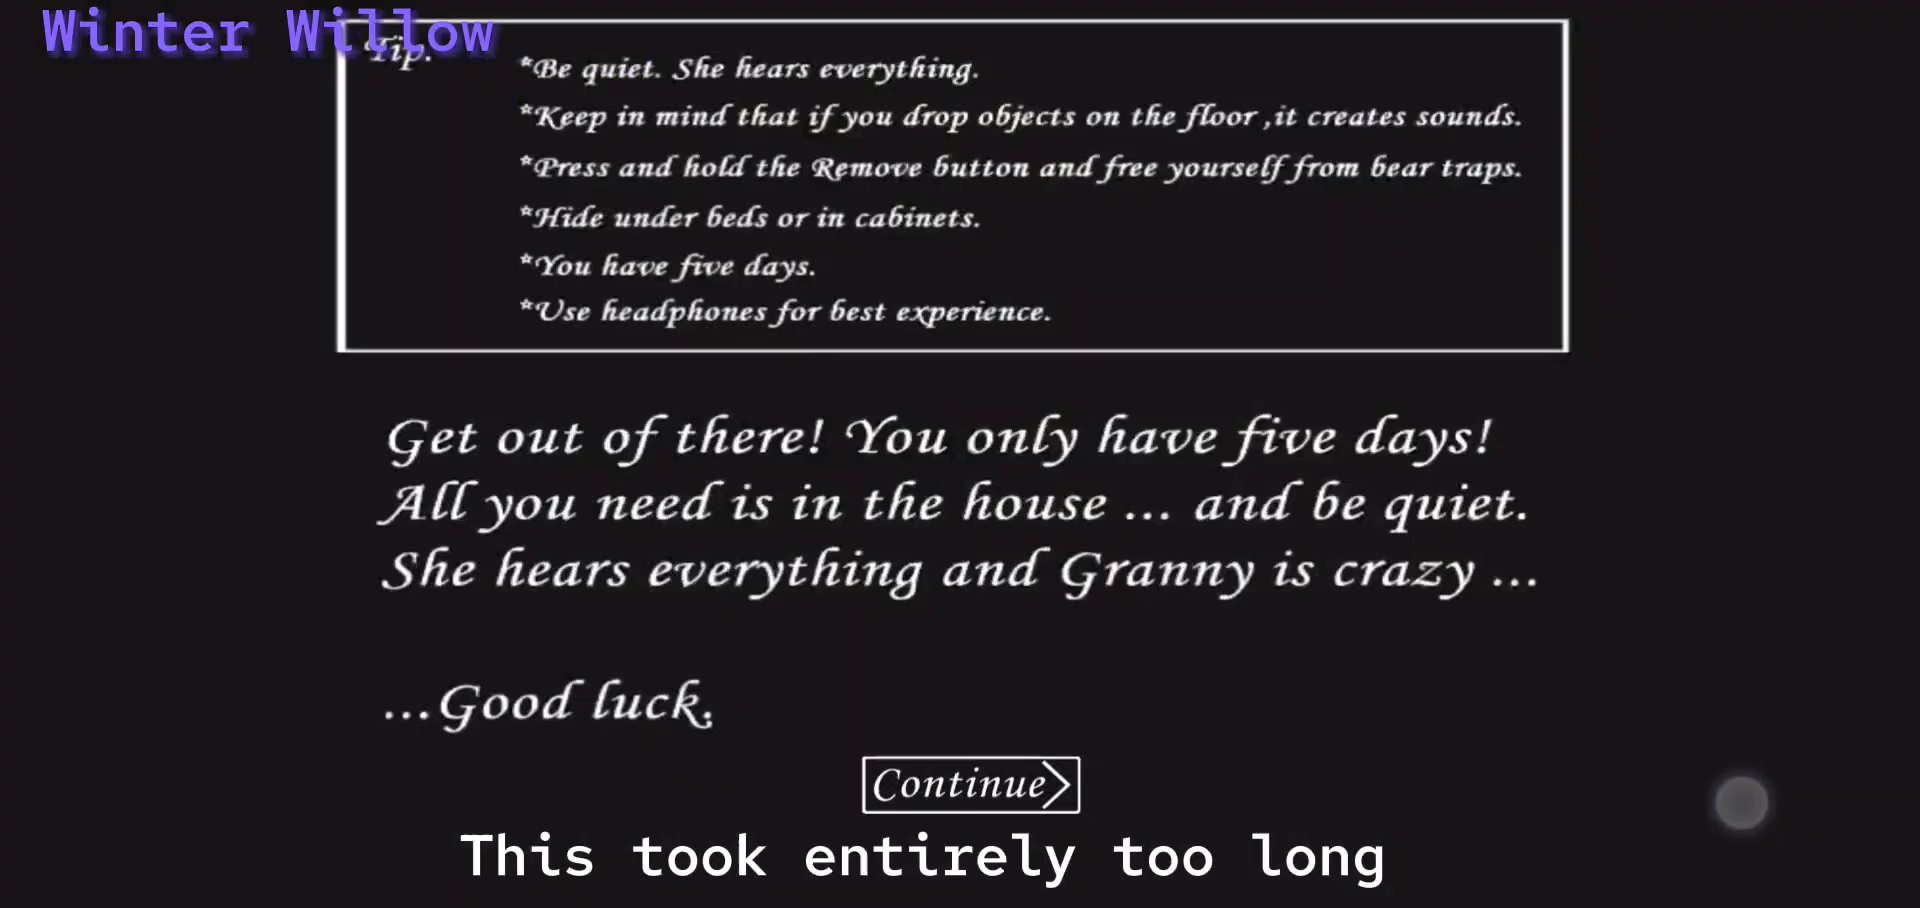 Winter Willow
Tip.
*Be quiet. She hears everything.
*Keep in mind that if you drop objects on the floor ,it creates sounds.
*Press and hold the Remove button and free yourself from bear traps.
*Hide under beds or in cabinets.
*You have five days.
*Use headphones for best experience.
Get out of there! You only have five days!
All you need is in the house ... and be quiet.
She hears everything and Granny is crazy ...
...Good luck.
Continue
This took entirely too long